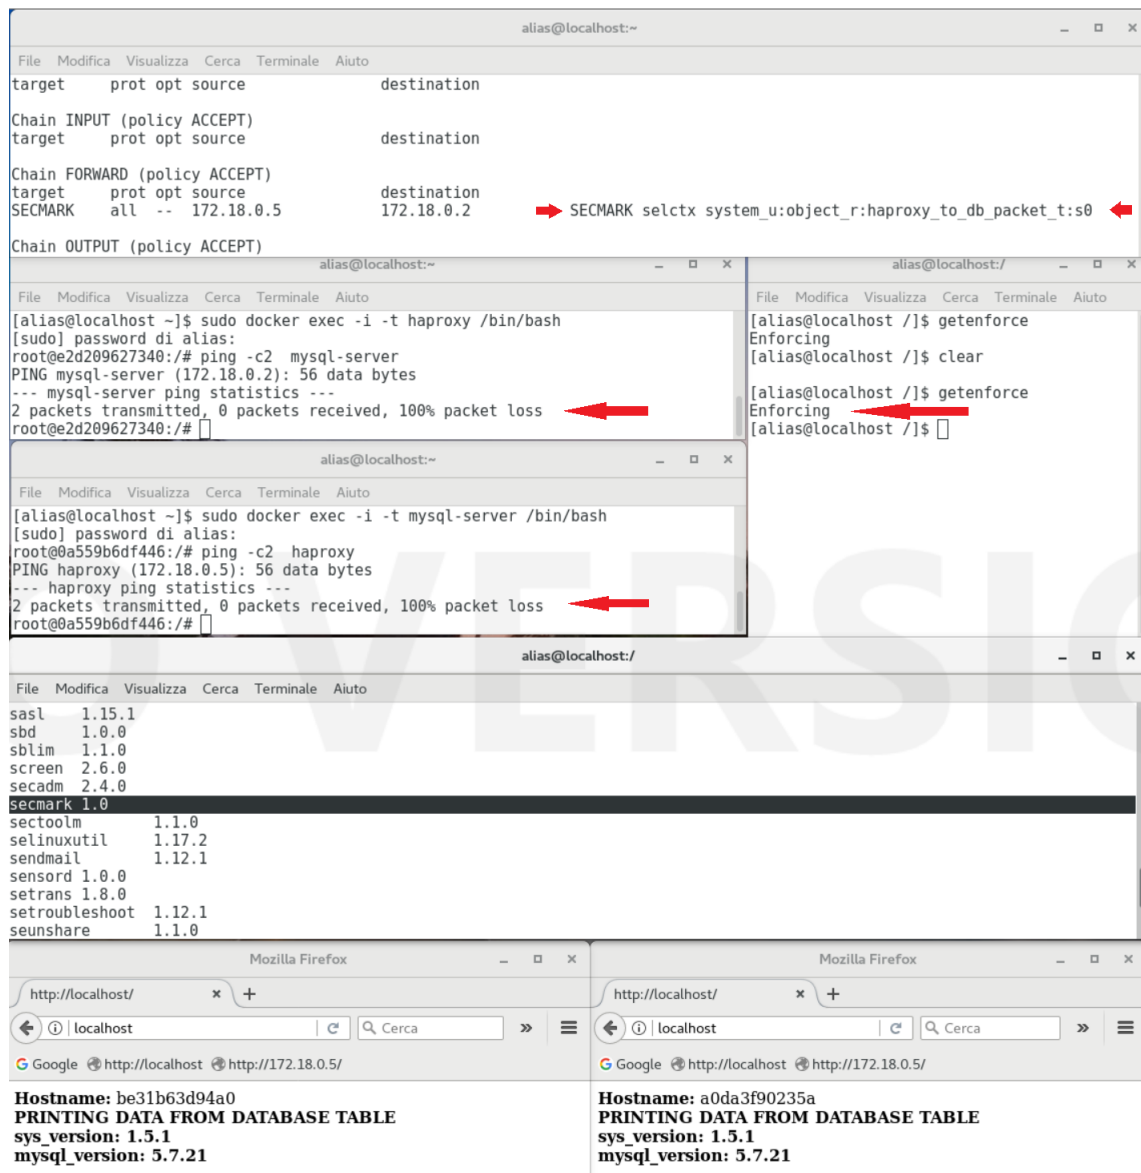 alias@localhost:~
File Modifica Visualizza Cerca Terminale Aiuto
target prot opt source destination
Chain INPUT (policy ACCEPT)
target prot opt source destination
Chain FORWARD (policy ACCEPT)
target prot opt source destination
SECMARK all -- 172.18.0.5 172.18.0.2 SECMARK selctx system_u:object_r:haproxy_to_db_packet_t:s0
Chain OUTPUT (policy ACCEPT)
alias@localhost:~
File Modifica Visualizza Cerca Terminale Aiuto
[alias@localhost ~]$ sudo docker exec -i -t haproxy /bin/bash
[sudo] password di alias:
root@e2d209627340:/# ping -c2 mysql-server
PING mysql-server (172.18.0.2): 56 data bytes
--- mysql-server ping statistics ---
2 packets transmitted, 0 packets received, 100% packet loss
root@e2d209627340:/#
alias@localhost:/
File Modifica Visualizza Cerca Terminale Aiuto
[alias@localhost /]$ getenforce
Enforcing
[alias@localhost /]$ clear
[alias@localhost /]$ getenforce
Enforcing
[alias@localhost /]$
alias@localhost:~
File Modifica Visualizza Cerca Terminale Aiuto
[alias@localhost ~]$ sudo docker exec -i -t mysql-server /bin/bash
[sudo] password di alias:
root@0a559b6df446:/# ping -c2 haproxy
PING haproxy (172.18.0.5): 56 data bytes
--- haproxy ping statistics ---
2 packets transmitted, 0 packets received, 100% packet loss
root@0a559b6df446:/#
alias@localhost:/
File Modifica Visualizza Cerca Terminale Aiuto
sasl 1.15.1
sbd 1.0.0
sblim 1.1.0
screen 2.6.0
secadm 2.4.0
secmark 1.0
sectoolm 1.1.0
selinuxutil 1.17.2
sendmail 1.12.1
sensord 1.0.0
setrans 1.8.0
setroubleshoot 1.12.1
seunshare 1.1.0
Mozilla Firefox
http://localhost/
localhost
Cerca
Google http://localhost http://172.18.0.5/
Hostname: be31b63d94a0
PRINTING DATA FROM DATABASE TABLE
sys_version: 1.5.1
mysql_version: 5.7.21
Mozilla Firefox
http://localhost/
localhost
Cerca
Google http://localhost http://172.18.0.5/
Hostname: a0da3f90235a
PRINTING DATA FROM DATABASE TABLE
sys_version: 1.5.1
mysql_version: 5.7.21